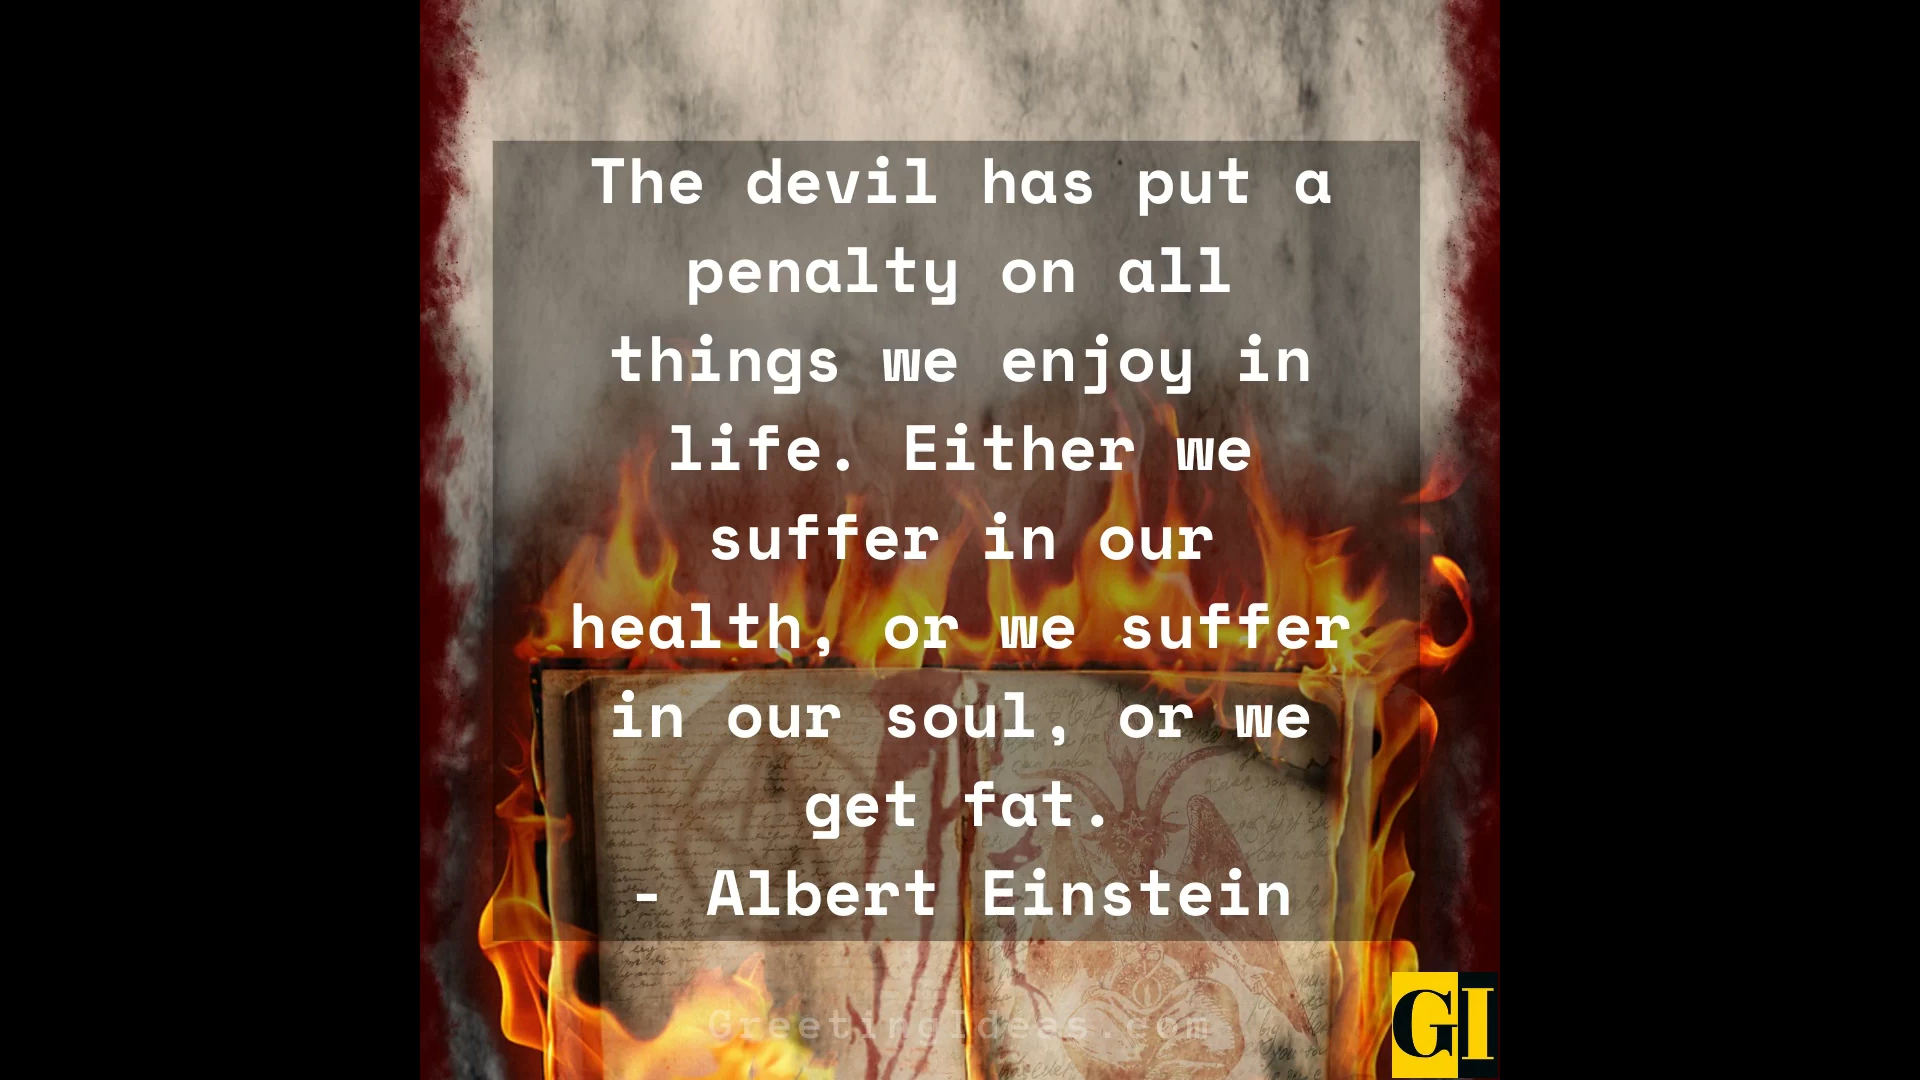 The devil has put a
penalty on all
things we enjoy in
life. Either we
suffer in our
health, or we suffer
in our soul, or we
get fat.
- Albert Einstein
GreetingIdeas.com
GI